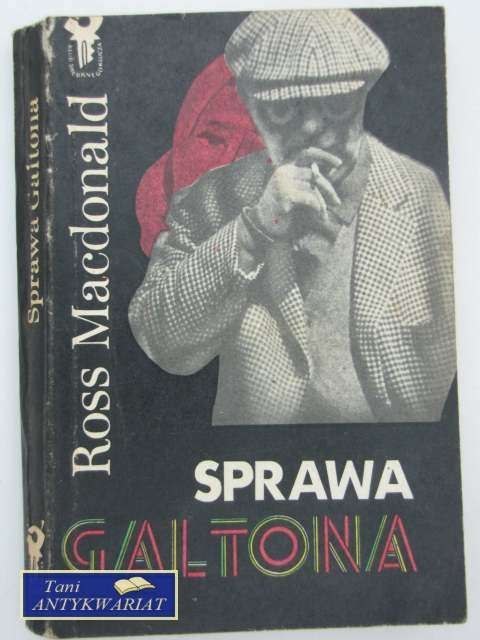 Sprawa Galtona
Ross Macdonald
SPRAWA
GALTONA
Tani
ANTYKWARIAT